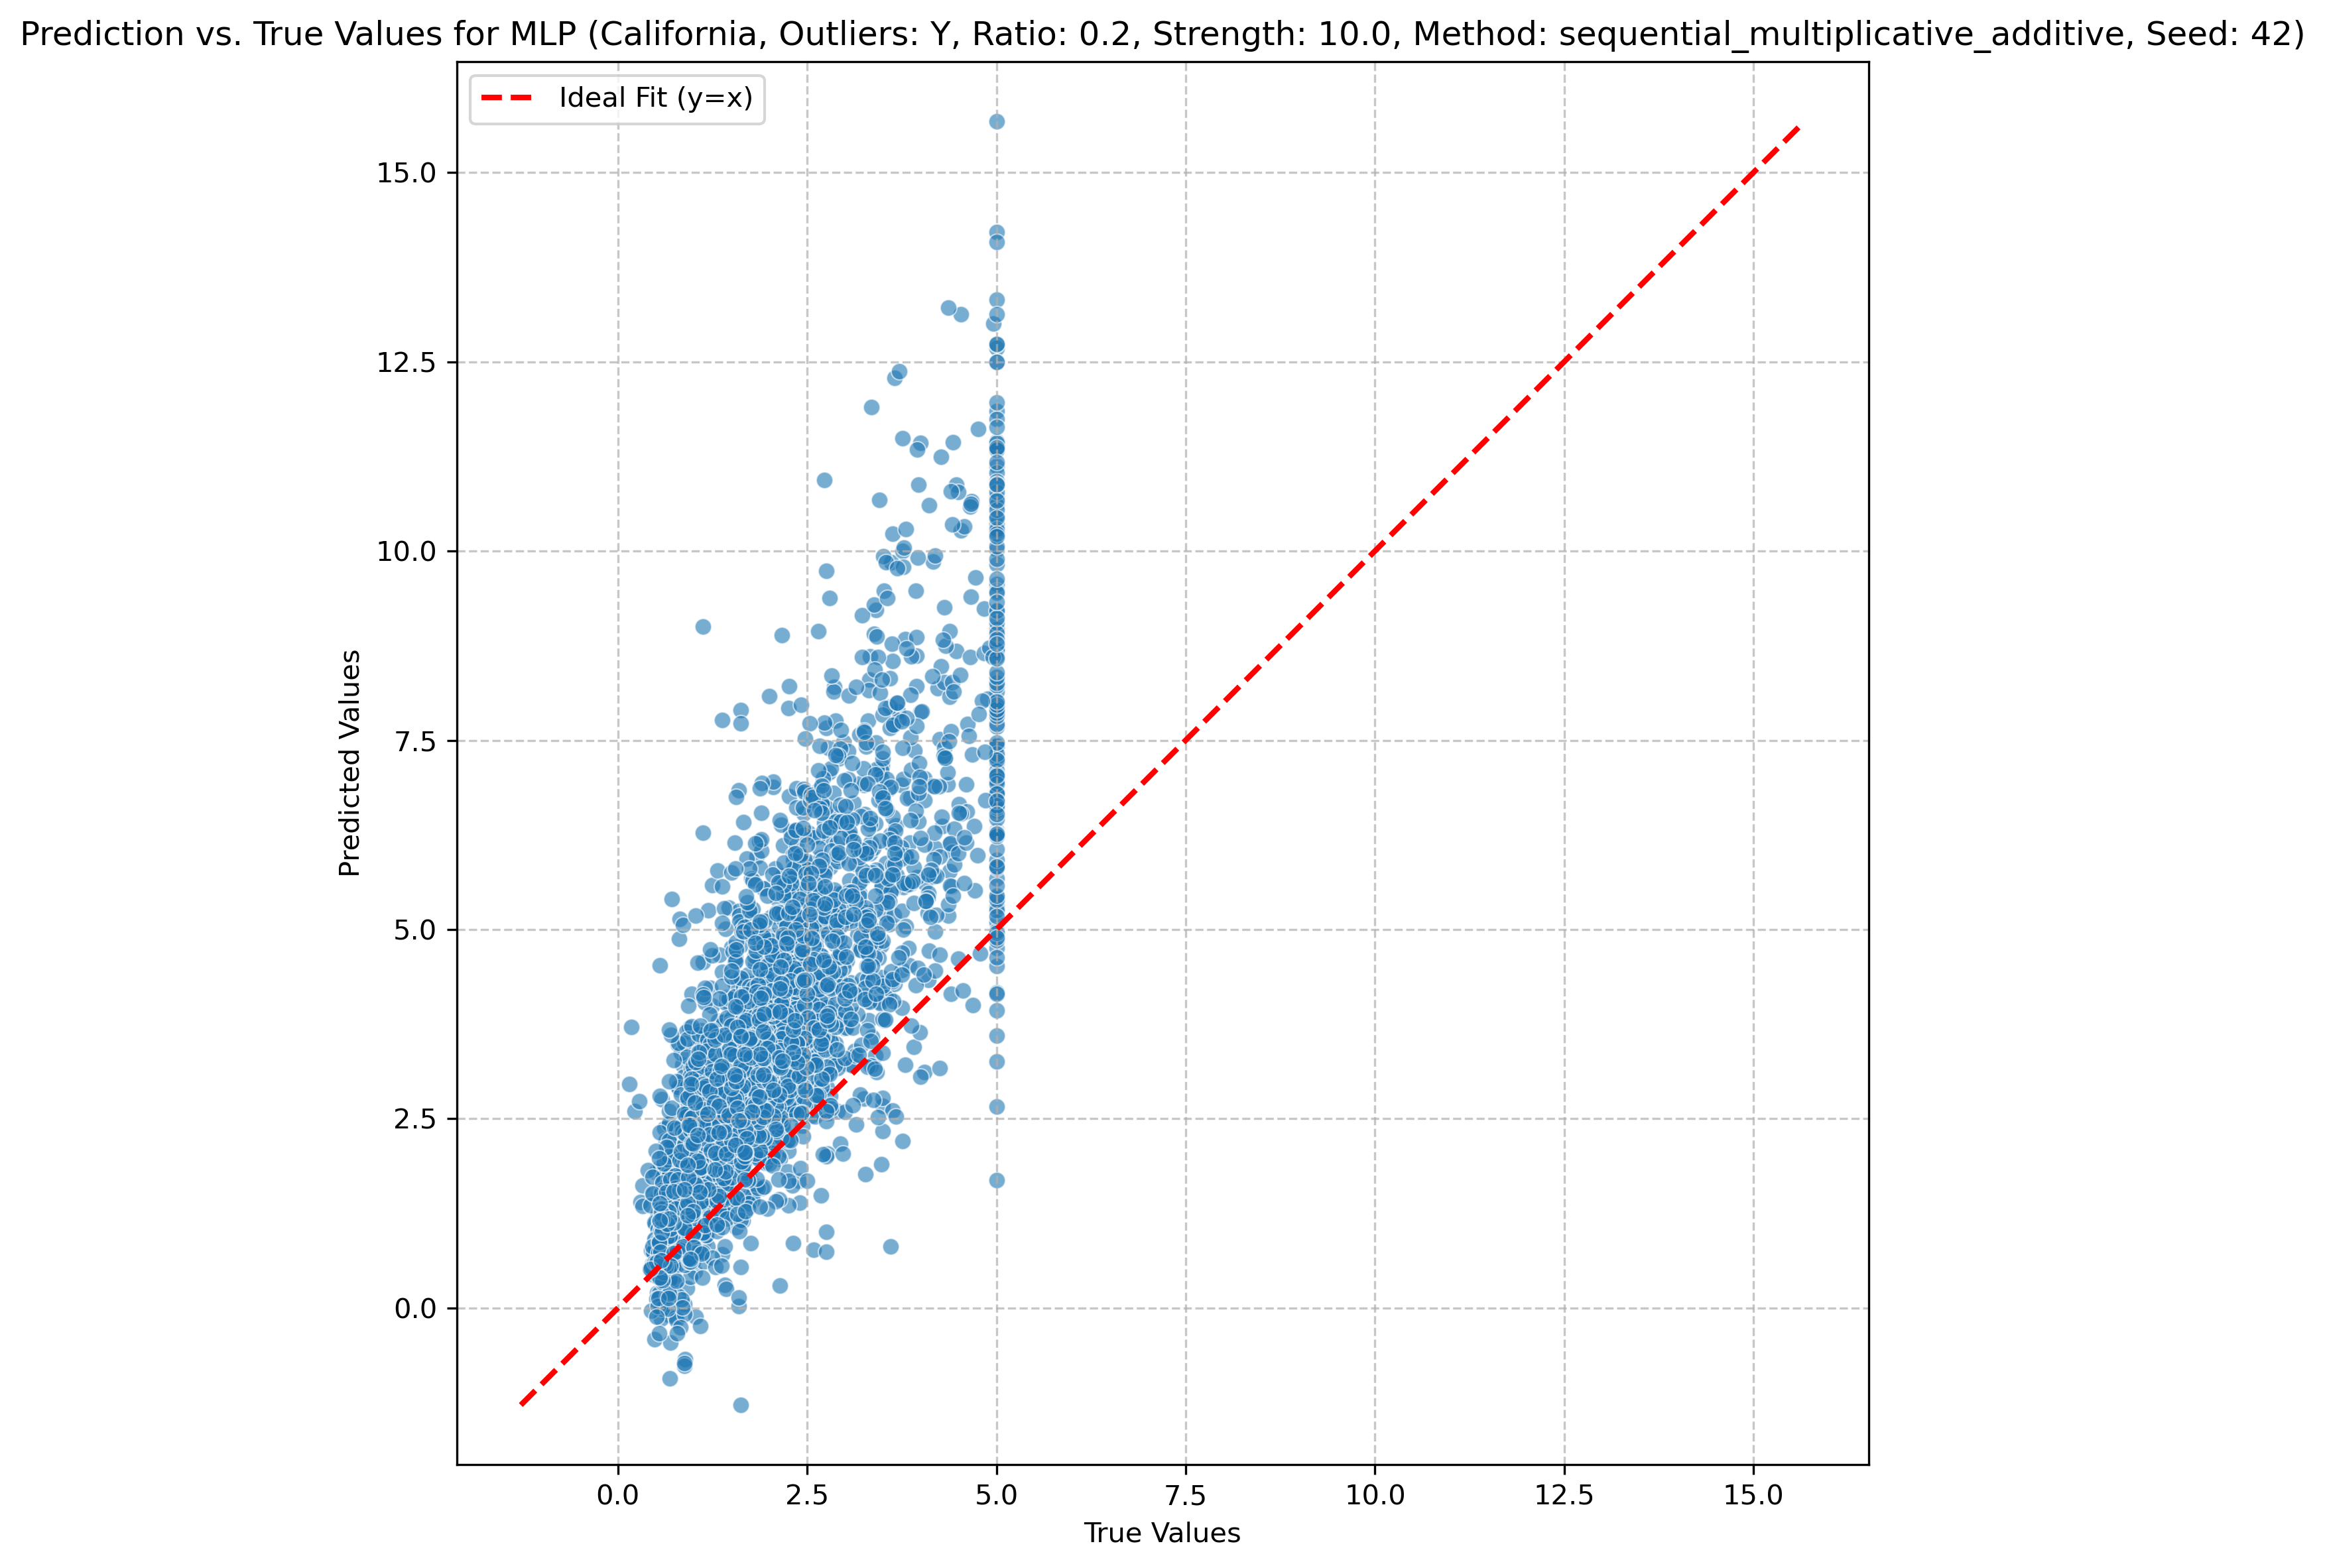 Prediction vs. True Values for MLP (California, Outliers: Y, Ratio: 0.2, Strength: 10.0, Method: sequential_multiplicative_additive, Seed: 42)
Ideal Fit (y=x)
15.0
12.5
10.0
7.5
5.0
2.5
0.0
Predicted Values
0.0 2.5 5.0 7.5 10.0 12.5 15.0
True Values